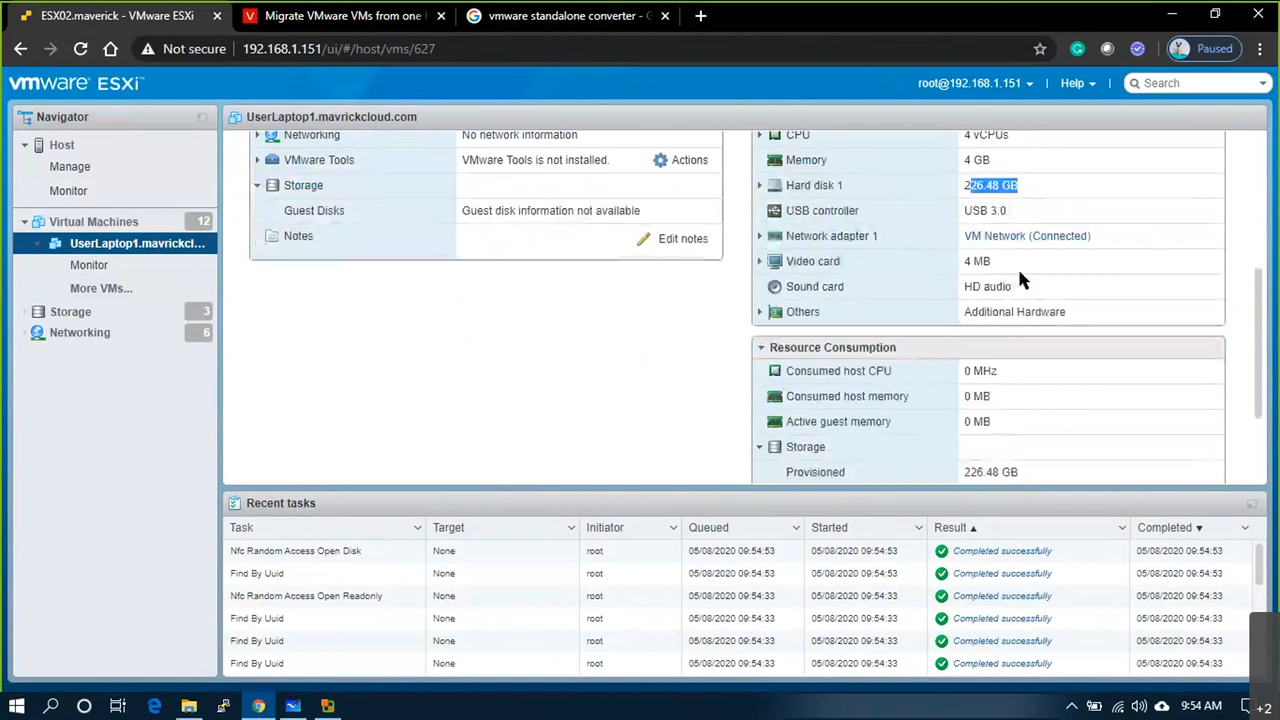 ESX02.maverick - VMware ESXi
Migrate VMware VMs from one
vmware standalone converter - G
Not secure 192.168.1.151/ui/#/host/vms/627
Paused
vmware ESXi
root@192.168.1.151 Help Search
Navigator
Host
Manage
Monitor
Virtual Machines 12
UserLaptop1.mavrickcl...
Monitor
More VMs...
Storage 3
Networking 6
UserLaptop1.mavrickcloud.com
Networking No network information
VMware Tools VMware Tools is not installed. Actions
Storage
Guest Disks Guest disk information not available
Notes Edit notes
CPU 4 vCPUs
Memory 4 GB
Hard disk 1 226.48 GB
USB controller USB 3.0
Network adapter 1 VM Network (Connected)
Video card 4 MB
Sound card HD audio
Others Additional Hardware
Resource Consumption
Consumed host CPU 0 MHz
Consumed host memory 0 MB
Active guest memory 0 MB
Storage
Provisioned 226.48 GB
Recent tasks
Task Target Initiator Queued Started Result Completed
Nfc Random Access Open Disk None root 05/08/2020 09:54:53 05/08/2020 09:54:53 Completed successfully 05/08/2020 09:54:53
Find By Uuid None root 05/08/2020 09:54:53 05/08/2020 09:54:53 Completed successfully 05/08/2020 09:54:53
Nfc Random Access Open Readonly None root 05/08/2020 09:54:33 05/08/2020 09:54:33 Completed successfully 05/08/2020 09:54:33
Find By Uuid None root 05/08/2020 09:54:33 05/08/2020 09:54:33 Completed successfully 05/08/2020 09:54:33
Find By Uuid None root 05/08/2020 09:54:33 05/08/2020 09:54:33 Completed successfully 05/08/2020 09:54:33
Find By Uuid None root 05/08/2020 09:54:33 05/08/2020 09:54:33 Completed successfully 05/08/2020 09:54:33
9:54 AM
+2